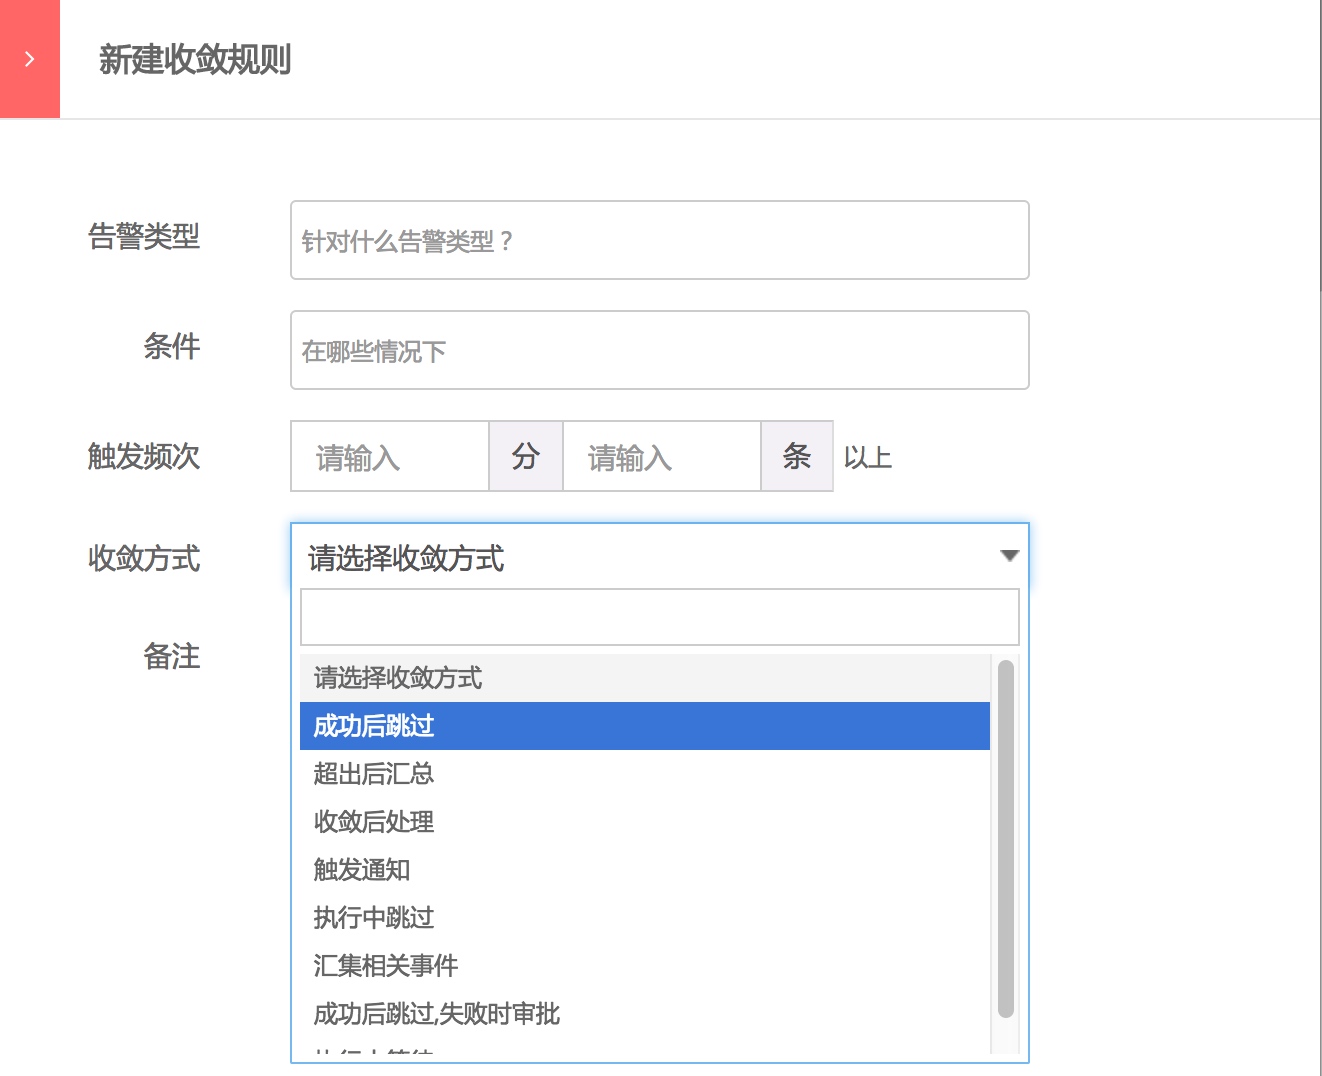 新建收敛规则
告警类型
针对什么告警类型？
条件
在哪些情况下
触发频次 请输入 分 请输入 条 以上
收敛方式 请选择收敛方式
备注
请选择收敛方式
成功后跳过
超出后汇总
收敛后处理
触发通知
执行中跳过
汇集相关事件
成功后跳过,失败时审批